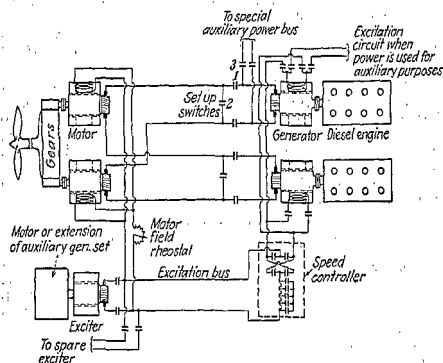 To special
auxiliary power bus
Excitation
circuit when
power is used for
auxiliary purposes
3
1
2
Set up
switches
Gears
Motor
Generator
Diesel engine
Motor or extension
of auxiliary gen. set
Motor
field
rheostat
Excitation bus
Speed
controller
Exciter
To spare
exciter